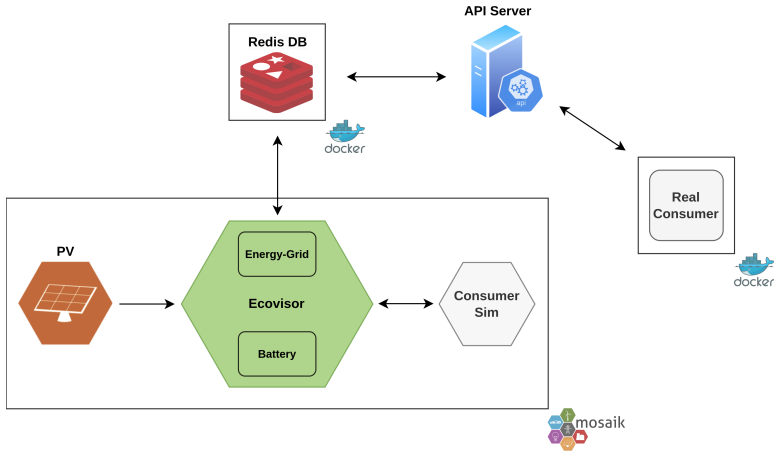 API Server
Redis DB
api
docker
Real
Consumer
PV
Energy-Grid
Ecovisor
Consumer
Sim
Battery
docker
mosaik